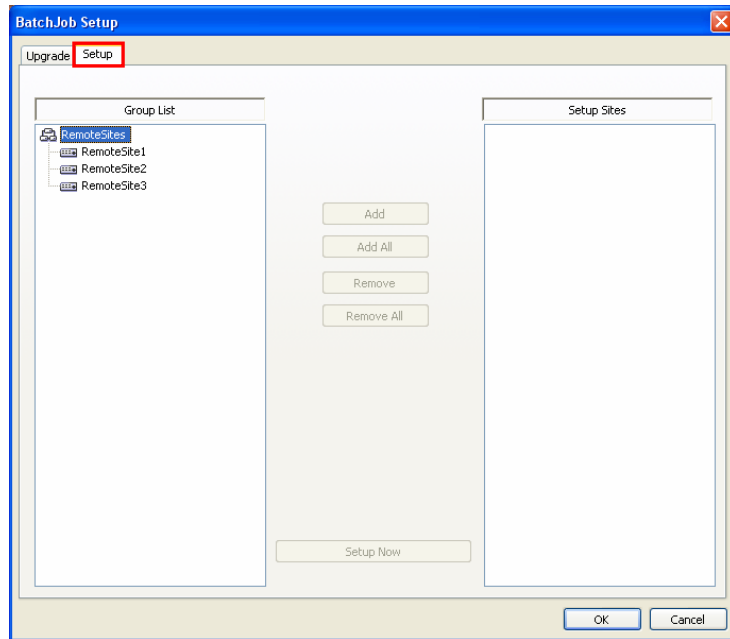 BatchJob Setup
Upgrade Setup
Group List
Setup Sites
RemoteSites
RemoteSite1
RemoteSite2
RemoteSite3
Add
Add All
Remove
Remove All
Setup Now
OK Cancel